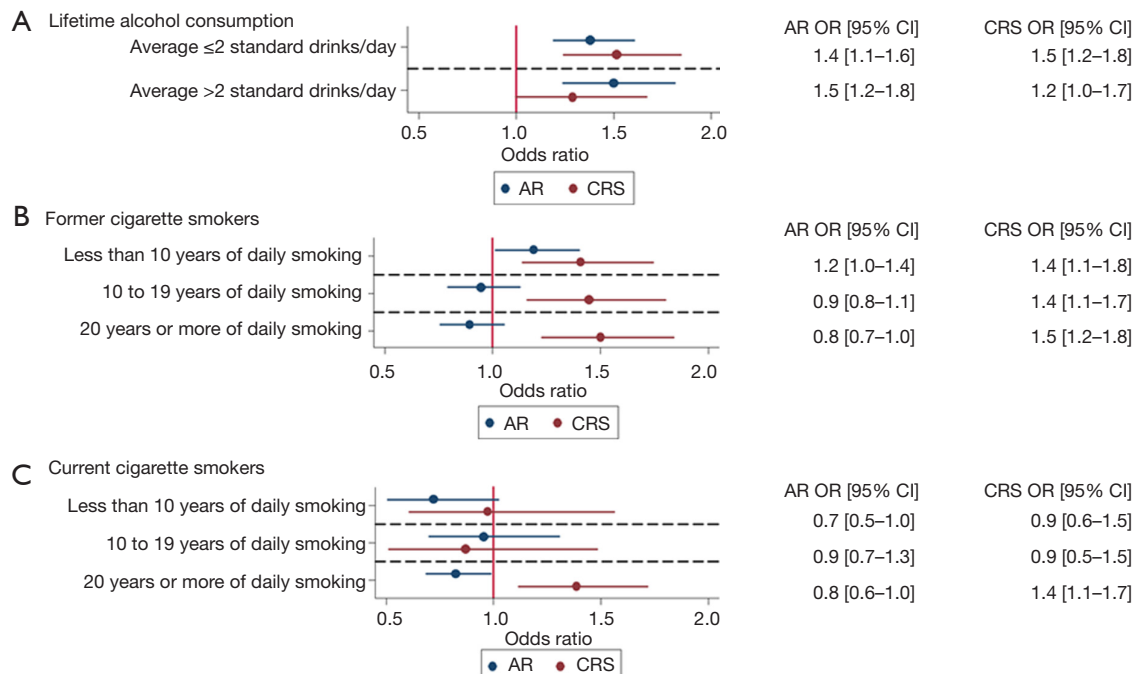 A Lifetime alcohol consumption
AR OR [95% CI] CRS OR [95% CI]
Average ≤2 standard drinks/day 1.4 [1.1–1.6] 1.5 [1.2–1.8]
Average >2 standard drinks/day 1.5 [1.2–1.8] 1.2 [1.0–1.7]
0.5 1.0 1.5 2.0
Odds ratio
AR CRS
B Former cigarette smokers
AR OR [95% CI] CRS OR [95% CI]
Less than 10 years of daily smoking 1.2 [1.0–1.4] 1.4 [1.1–1.8]
10 to 19 years of daily smoking 0.9 [0.8–1.1] 1.4 [1.1–1.7]
20 years or more of daily smoking 0.8 [0.7–1.0] 1.5 [1.2–1.8]
0.5 1.0 1.5 2.0
Odds ratio
AR CRS
C Current cigarette smokers
AR OR [95% CI] CRS OR [95% CI]
Less than 10 years of daily smoking 0.7 [0.5–1.0] 0.9 [0.6–1.5]
10 to 19 years of daily smoking 0.9 [0.7–1.3] 0.9 [0.5–1.5]
20 years or more of daily smoking 0.8 [0.6–1.0] 1.4 [1.1–1.7]
0.5 1.0 1.5 2.0
Odds ratio
AR CRS